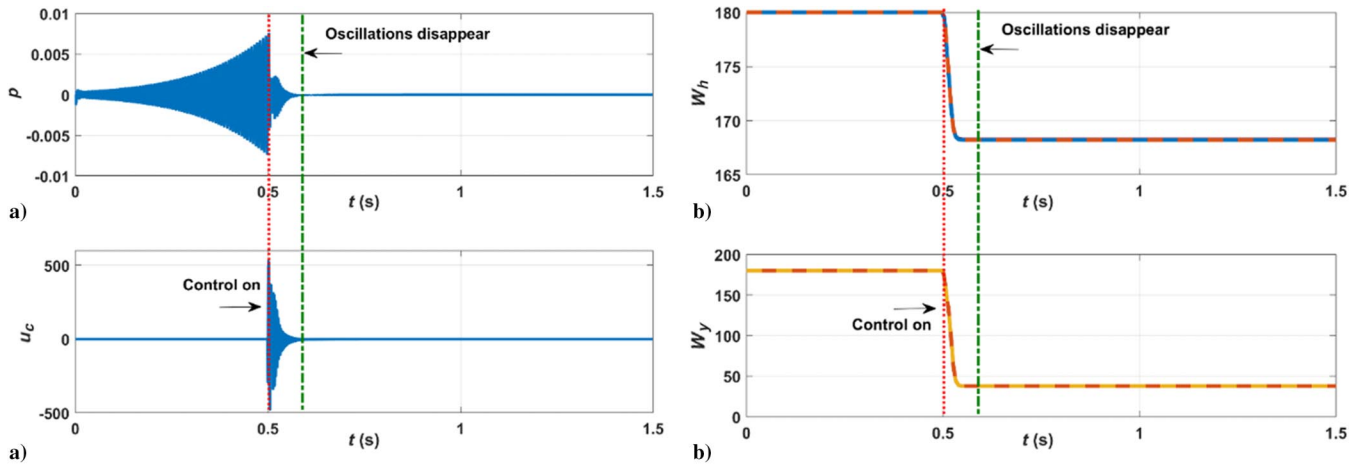 0.01
0.005
0
-0.005
-0.01
p
Oscillations disappear
0
0.5
1
1.5
t (s)
a)
500
0
-500
u_c
Control on
0
0.5
1
1.5
t (s)
a)
180
175
170
165
W_h
Oscillations disappear
0
0.5
1
1.5
t (s)
b)
200
150
100
50
0
W_y
Control on
0
0.5
1
1.5
t (s)
b)